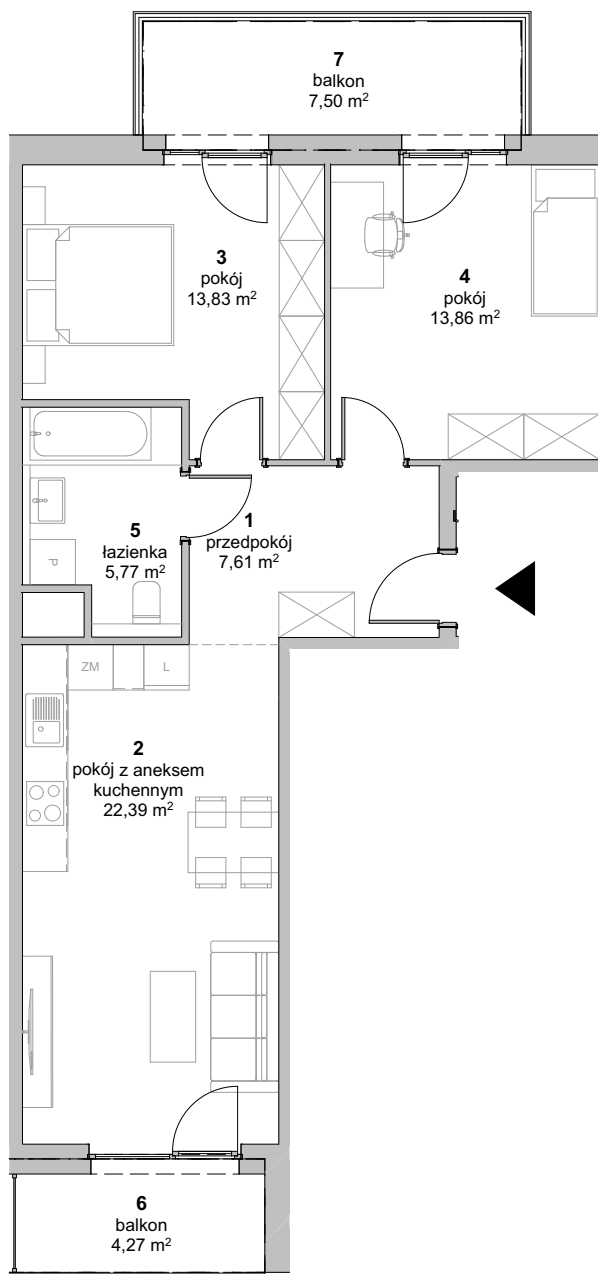 7
balkon
7,50 m²
3
pokój
13,83 m²
4
pokój
13,86 m²
5
łazienka
5,77 m²
1
przedpokój
7,61 m²
P
ZM
L
2
pokój z aneksem
kuchennym
22,39 m²
6
balkon
4,27 m²